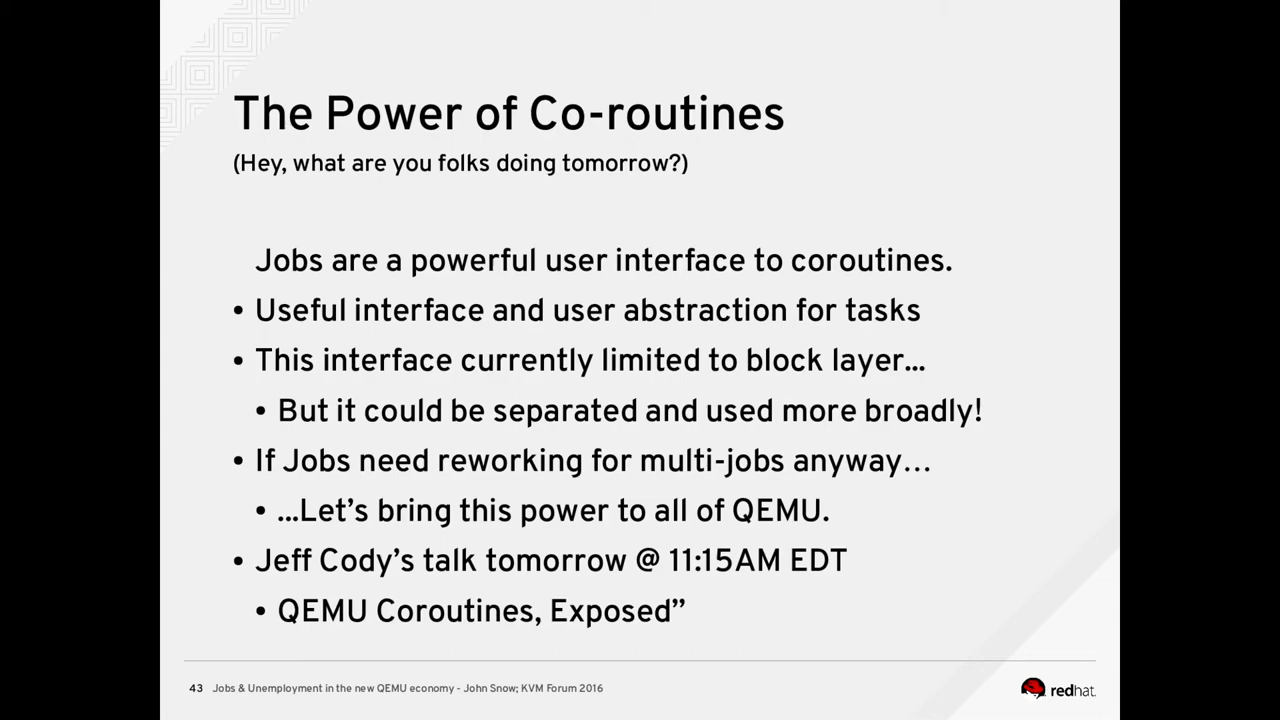 The Power of Co-routines
(Hey, what are you folks doing tomorrow?)
Jobs are a powerful user interface to coroutines.
• Useful interface and user abstraction for tasks
• This interface currently limited to block layer...
• But it could be separated and used more broadly!
• If Jobs need reworking for multi-jobs anyway…
• ...Let’s bring this power to all of QEMU.
• Jeff Cody’s talk tomorrow @ 11:15AM EDT
• QEMU Coroutines, Exposed”
43 Jobs & Unemployment in the new QEMU economy - John Snow; KVM Forum 2016
redhat.